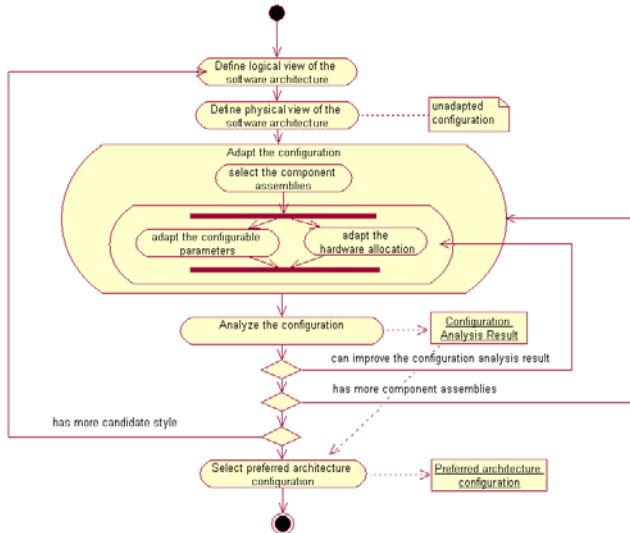 Define logical view of the
software architecture
Define physical view of the
software architecture
unadapted
configuration
Adapt the configuration
select the component
assemblies
adapt the configurable
parameters
adapt the
hardware allocation
Analyze the configuration
Configuration
Analysis Result
can improve the configuration analysis result
has more component assemblies
has more candidate style
Select preferred architecture
configuration
Preferred architecture
configuration